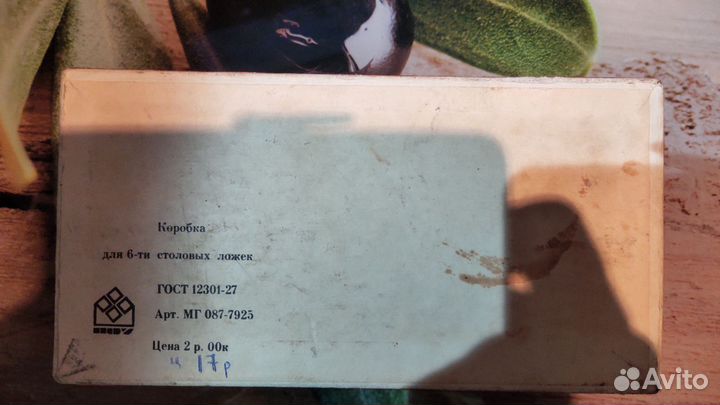 Коробка
для 6-ти столовых ложек
ГОСТ 12301-27
Арт. МГ 087-7925
Цена 2 р. 00к
ц 17р
Avito